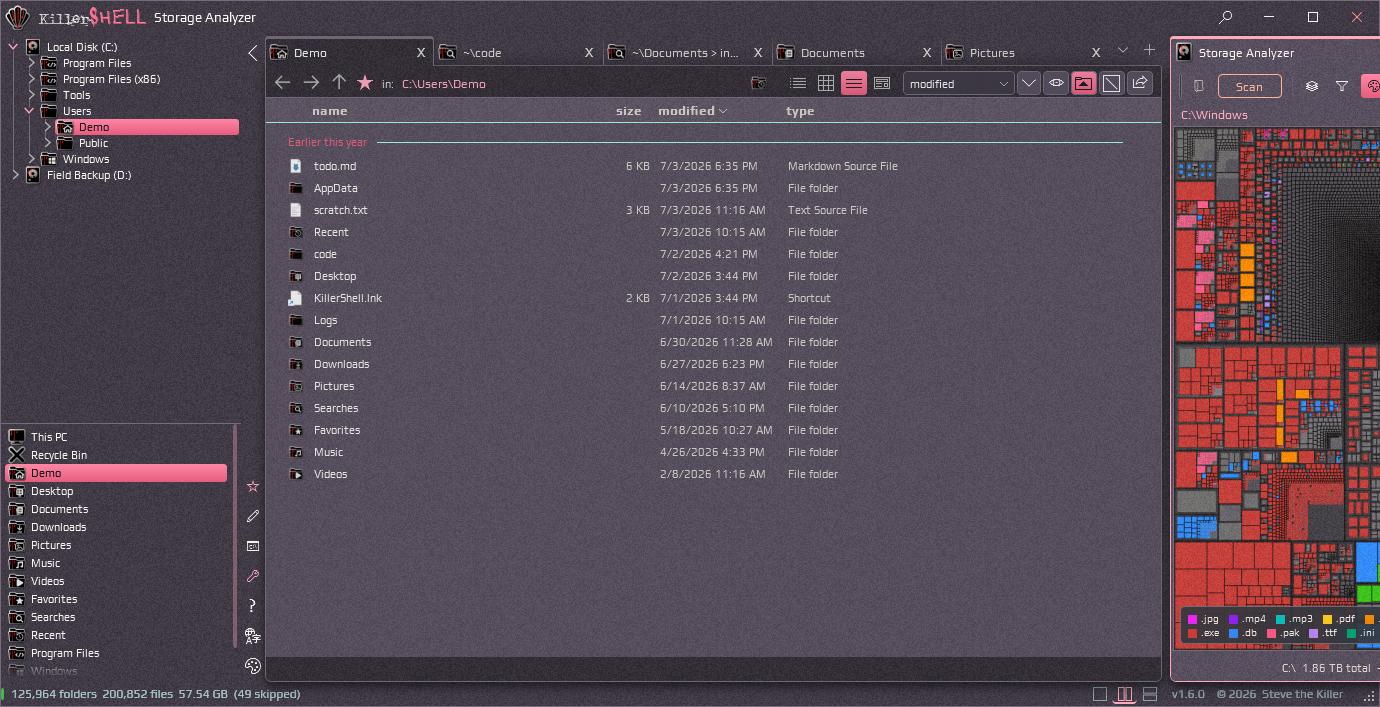 KillerSHELL Storage Analyzer
Local Disk (C:)
Program Files
Program Files (x86)
Tools
Users
Demo
Public
Windows
Field Backup (D:)
This PC
Recycle Bin
Demo
Desktop
Documents
Downloads
Pictures
Music
Videos
Favorites
Searches
Recent
Program Files
Windows
Demo X ~\code X ~\Documents > in... X Documents X Pictures X
in: C:\Users\Demo modified
name size modified type
Earlier this year
todo.md 6 KB 7/3/2026 6:35 PM Markdown Source File
AppData 7/3/2026 6:35 PM File folder
scratch.txt 3 KB 7/3/2026 11:16 AM Text Source File
Recent 7/3/2026 10:15 AM File folder
code 7/2/2026 4:21 PM File folder
Desktop 7/2/2026 3:44 PM File folder
KillerShell.lnk 2 KB 7/1/2026 3:44 PM Shortcut
Logs 7/1/2026 10:15 AM File folder
Documents 6/30/2026 11:28 AM File folder
Downloads 6/27/2026 6:23 PM File folder
Pictures 6/14/2026 8:37 AM File folder
Searches 6/10/2026 5:10 PM File folder
Favorites 5/18/2026 10:27 AM File folder
Music 4/26/2026 4:33 PM File folder
Videos 2/8/2026 11:16 AM File folder
Storage Analyzer
Scan
C:\Windows
.jpg .mp4 .mp3 .pdf
.exe .db .pak .ttf .ini
C:\ 1.86 TB total
125,964 folders 200,852 files 57.54 GB (49 skipped)
v1.6.0 © 2026 Steve the Killer